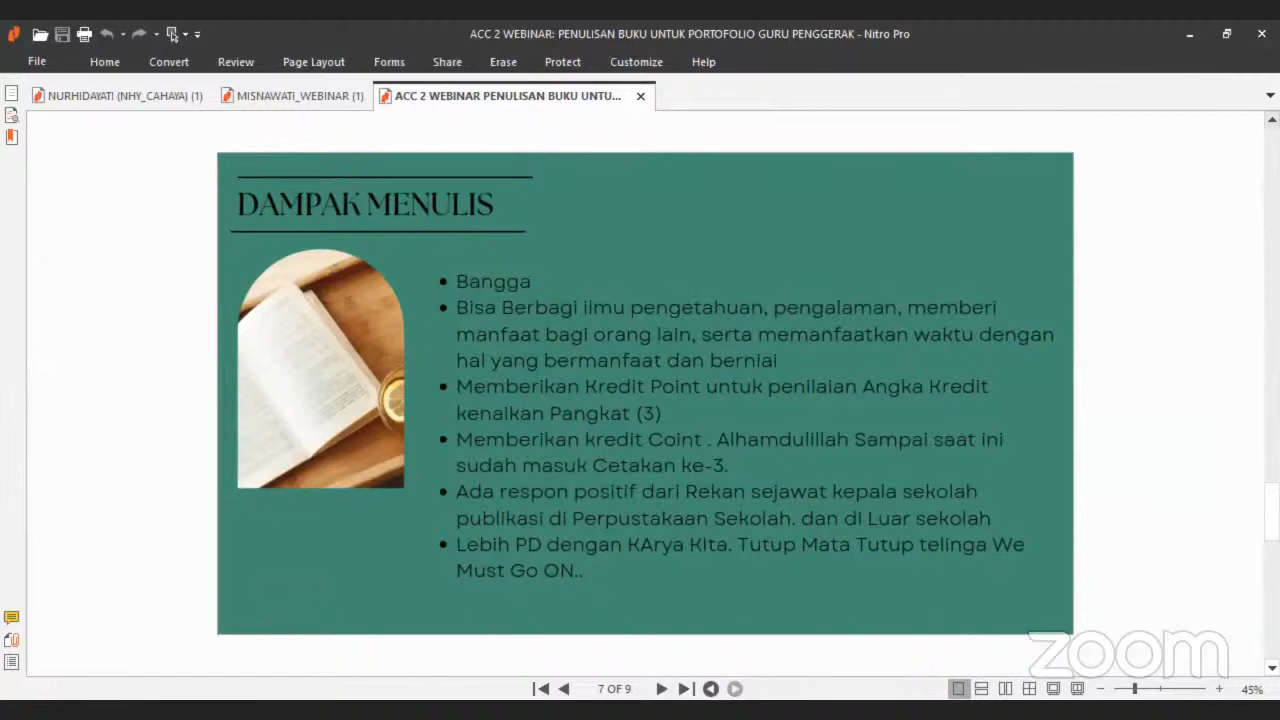 ACC 2 WEBINAR: PENULISAN BUKU UNTUK PORTOFOLIO GURU PENGGERAK - Nitro Pro
File Home Convert Review Page Layout Forms Share Erase Protect Customize Help
NURHIDAYATI (NHY_CAHAYA) (1) MISNAWATI_WEBINAR (1) ACC 2 WEBINAR PENULISAN BUKU UNTU...
DAMPAK MENULIS
Bangga
Bisa Berbagi ilmu pengetahuan, pengalaman, memberi
manfaat bagi orang lain, serta memanfaatkan waktu dengan
hal yang bermanfaat dan berniai
Memberikan Kredit Point untuk penilaian Angka Kredit
kenaikan Pangkat (3)
Memberikan kredit Coint . Alhamdulillah Sampai saat ini
sudah masuk Cetakan ke-3.
Ada respon positif dari Rekan sejawat kepala sekolah
publikasi di Perpustakaan Sekolah. dan di Luar sekolah
Lebih PD dengan KArya KIta. Tutup Mata Tutup telinga We
Must Go ON..
zoom
7 OF 9
45%